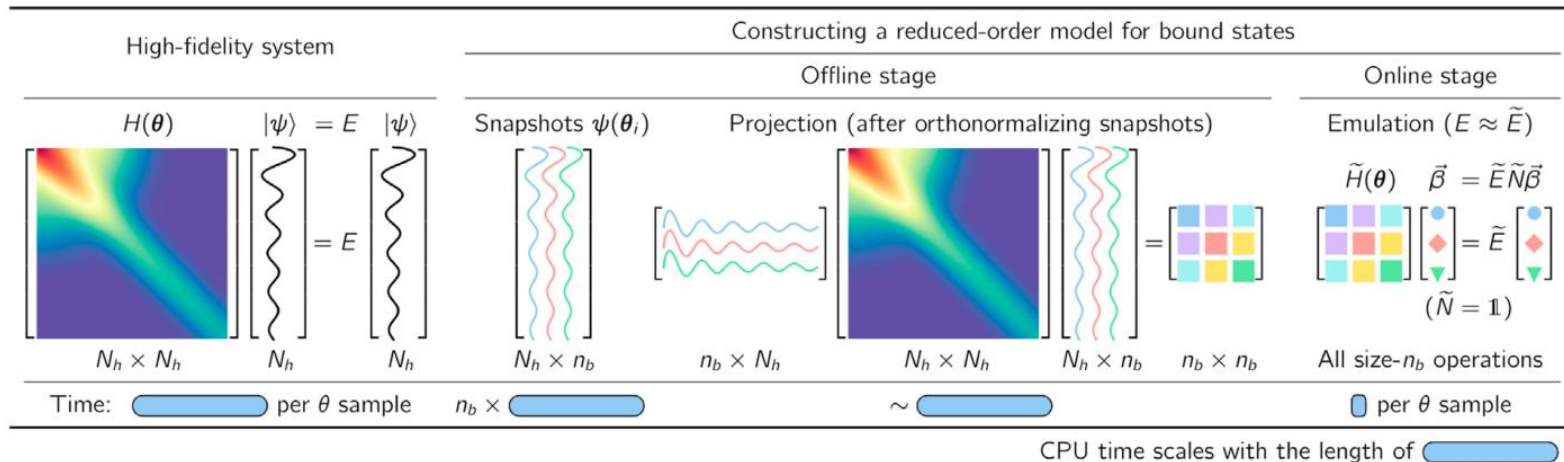 High-fidelity system
Constructing a reduced-order model for bound states
Offline stage
Online stage
H(θ) |ψ⟩ = E |ψ⟩
Snapshots ψ(θᵢ)
Projection (after orthonormalizing snapshots)
Emulation (E ≈ Ẽ)
H̃(θ) β⃗ = ẼÑβ⃗
= E
=
= Ẽ
(Ñ = 𝟙)
N_h × N_h
N_h
N_h
N_h × n_b
n_b × N_h
N_h × N_h
N_h × n_b
n_b × n_b
All size-n_b operations
Time: per θ sample
n_b ×
∼
per θ sample
CPU time scales with the length of